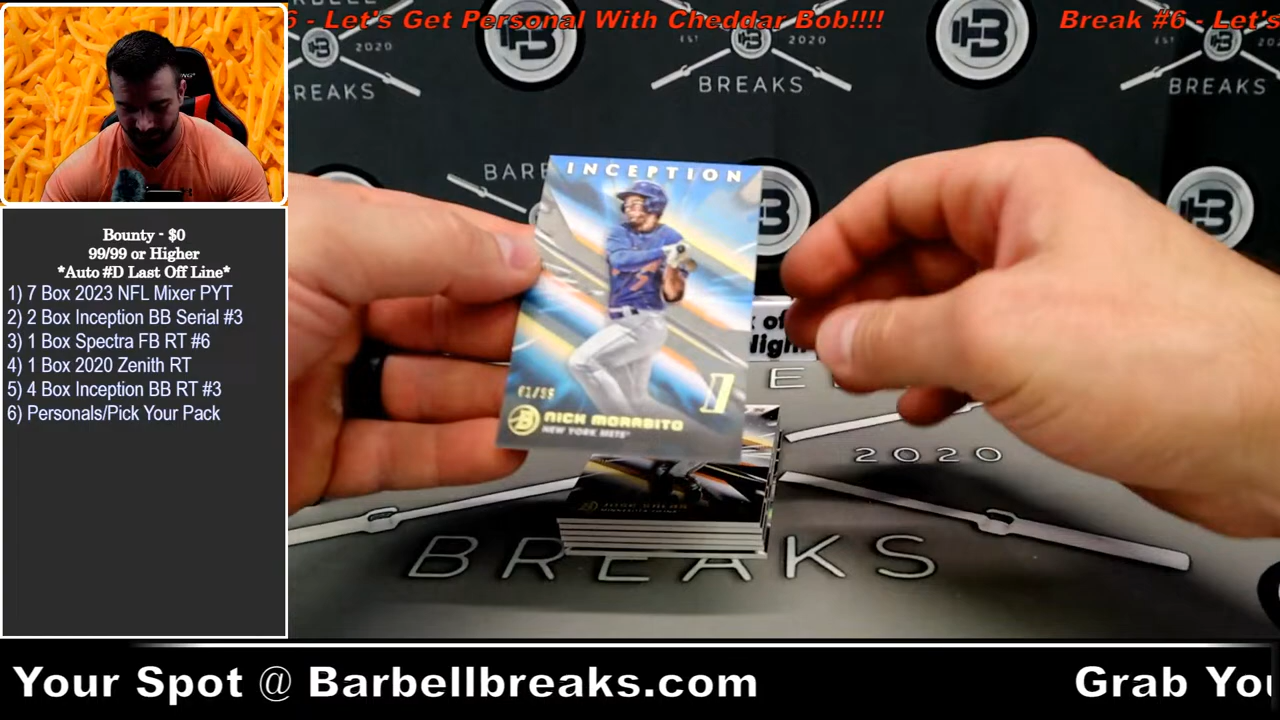 6 - Let's Get Personal With Cheddar Bob!!!! Break #6 - Let's
EST 2020
BREAKS
2020
BREAKS
BREAKS
BARB
INCEPTION
NICK MORABITO
NEW YORK METS
Bounty - $0
99/99 or Higher
*Auto #D Last Off Line*
1) 7 Box 2023 NFL Mixer PYT
2) 2 Box Inception BB Serial #3
3) 1 Box Spectra FB RT #6
4) 1 Box 2020 Zenith RT
5) 4 Box Inception BB RT #3
6) Personals/Pick Your Pack
2020
BREAKS
Your Spot @ Barbellbreaks.com Grab You